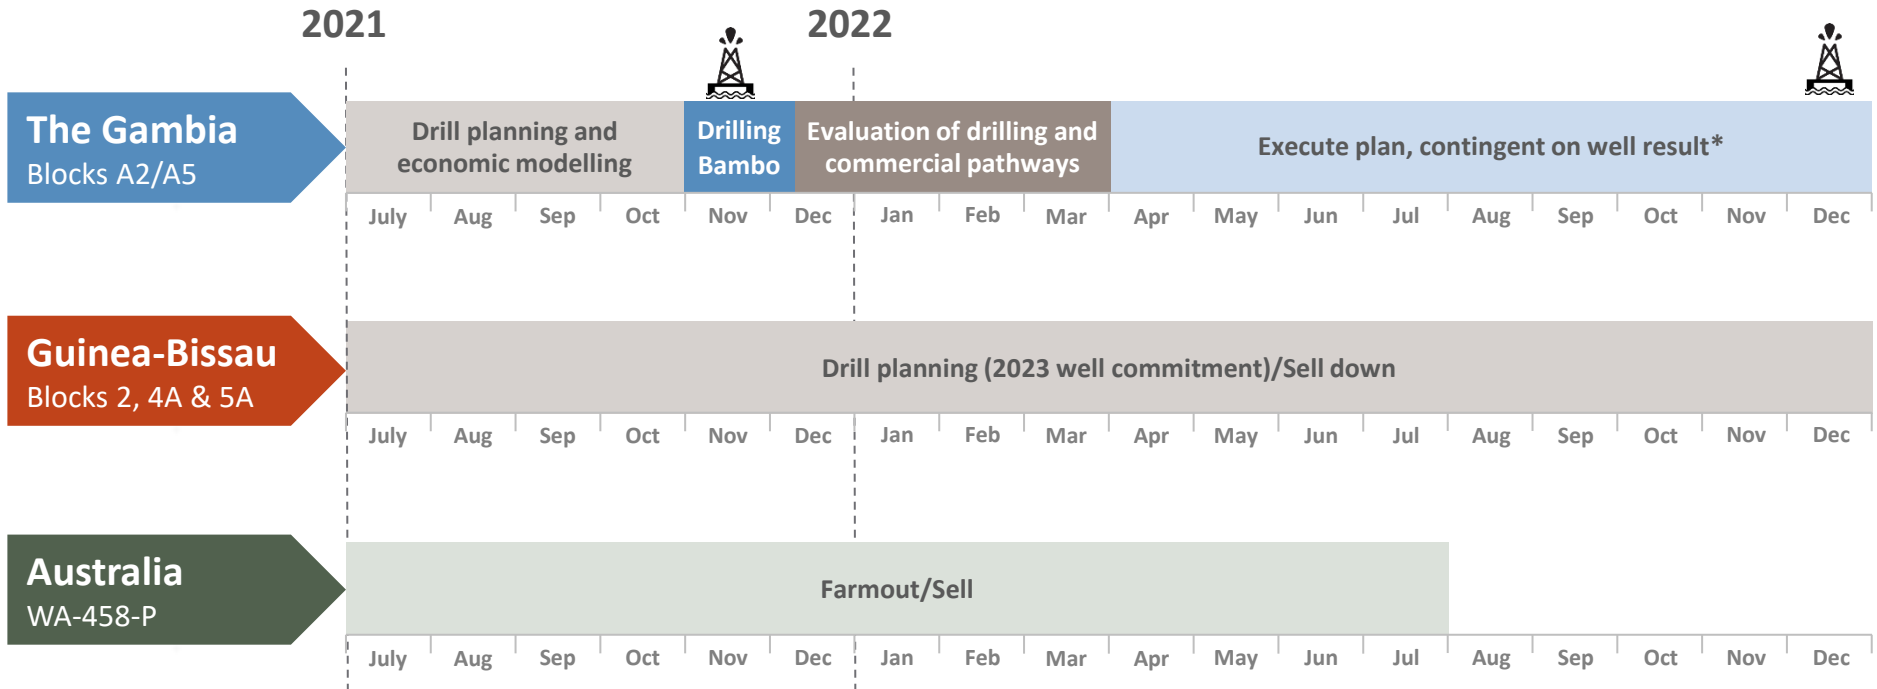 2021
2022
The Gambia
Blocks A2/A5
Drill planning and
economic modelling
Drilling
Bambo
Evaluation of drilling and
commercial pathways
Execute plan, contingent on well result*
July Aug Sep Oct Nov Dec Jan Feb Mar Apr May Jun Jul Aug Sep Oct Nov Dec
Guinea-Bissau
Blocks 2, 4A & 5A
Drill planning (2023 well commitment)/Sell down
July Aug Sep Oct Nov Dec Jan Feb Mar Apr May Jun Jul Aug Sep Oct Nov Dec
Australia
WA-458-P
Farmout/Sell
July Aug Sep Oct Nov Dec Jan Feb Mar Apr May Jun Jul Aug Sep Oct Nov Dec